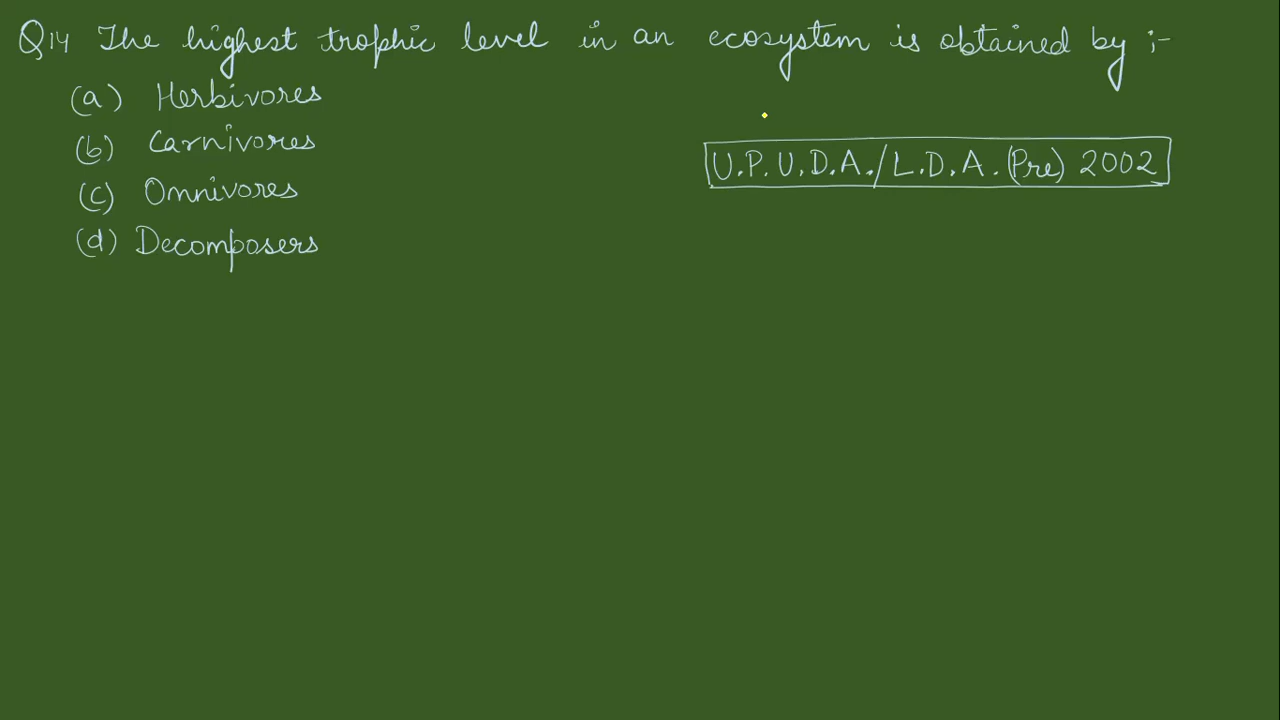 Q14 The highest trophic level in an ecosystem is obtained by :-
(a) Herbivores
(b) Carnivores
U.P.U.D.A./L.D.A. (Pre) 2002
(c) Omnivores
(d) Decomposers